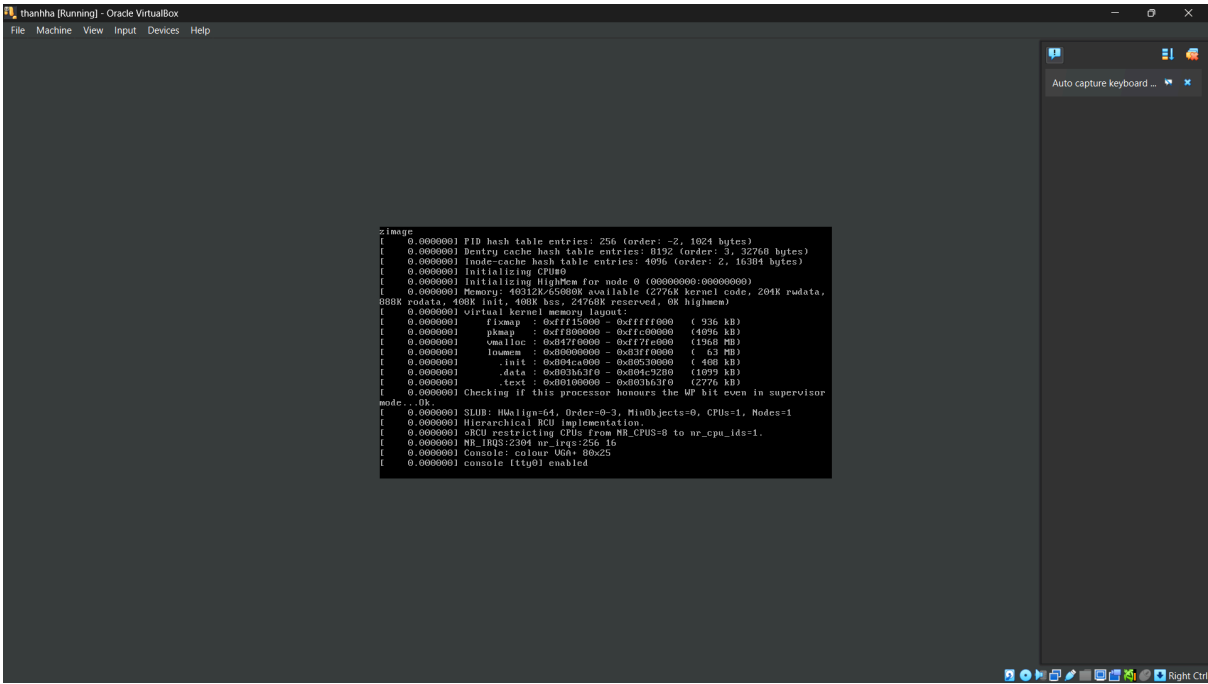 thanhha [Running] - Oracle VirtualBox
File Machine View Input Devices Help
Auto capture keyboard ...
zimage
[    0.000000] PID hash table entries: 256 (order: -2, 1024 bytes)
[    0.000000] Dentry cache hash table entries: 8192 (order: 3, 32768 bytes)
[    0.000000] Inode-cache hash table entries: 4096 (order: 2, 16384 bytes)
[    0.000000] Initializing CPU#0
[    0.000000] Initializing HighMem for node 0 (00000000:00000000)
[    0.000000] Memory: 40312K/65080K available (2776K kernel code, 204K rwdata,
888K rodata, 408K init, 408K bss, 24768K reserved, 0K highmem)
[    0.000000] virtual kernel memory layout:
[    0.000000]     fixmap  : 0xfff15000 - 0xfffff000   ( 936 kB)
[    0.000000]     pkmap   : 0xff800000 - 0xffc00000   (4096 kB)
[    0.000000]     vmalloc : 0x847f0000 - 0xff7fe000   (1968 MB)
[    0.000000]     lowmem  : 0x80000000 - 0x83ff0000   (  63 MB)
[    0.000000]       .init : 0x804ca000 - 0x80530000   ( 408 kB)
[    0.000000]       .data : 0x803b63f0 - 0x804c9280   (1099 kB)
[    0.000000]       .text : 0x80100000 - 0x803b63f0   (2776 kB)
[    0.000000] Checking if this processor honours the WP bit even in supervisor
mode...Ok.
[    0.000000] SLUB: HWalign=64, Order=0-3, MinObjects=0, CPUs=1, Nodes=1
[    0.000000] Hierarchical RCU implementation.
[    0.000000] oRCU restricting CPUs from NR_CPUS=8 to nr_cpu_ids=1.
[    0.000000] NR_IRQS:2304 nr_irqs:256 16
[    0.000000] Console: colour VGA+ 80x25
[    0.000000] console [tty0] enabled
Right Ctrl